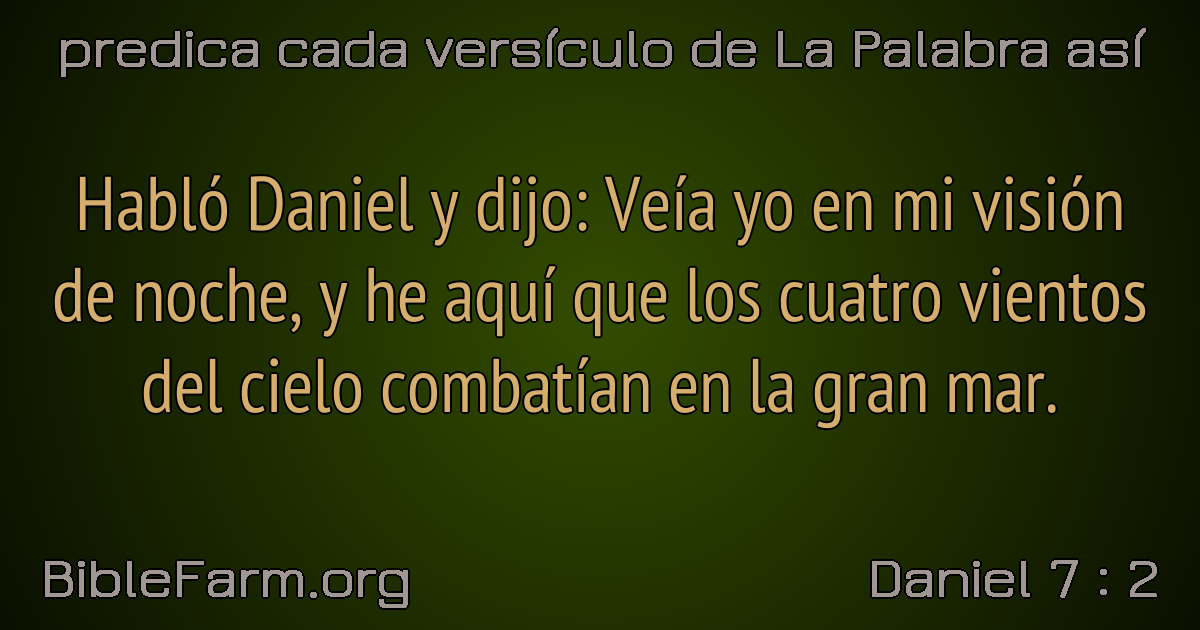 predica cada versículo de La Palabra así
Habló Daniel y dijo: Veía yo en mi visión
de noche, y he aquí que los cuatro vientos
del cielo combatían en la gran mar.
BibleFarm.org
Daniel 7 : 2